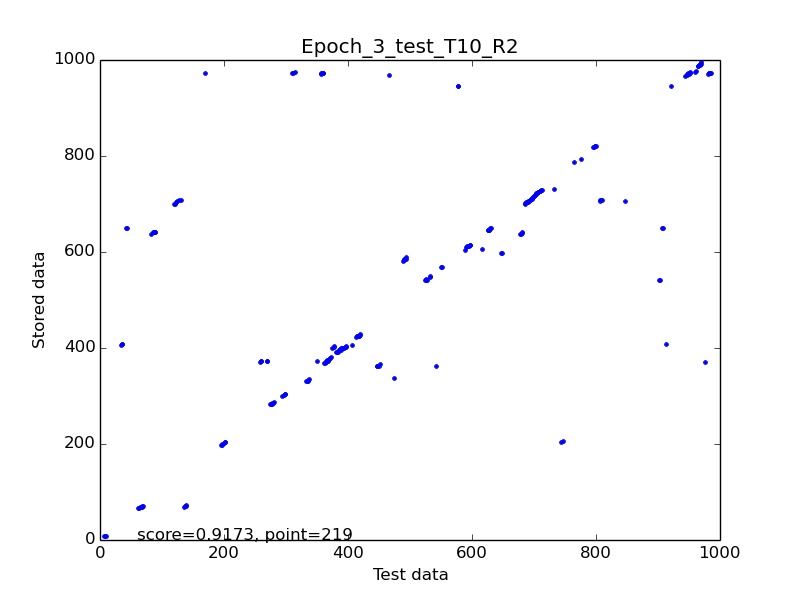 Epoch_3_test_T10_R2
1000
800
600
400
200
0
Stored data
score=0.9173, point=219
0 200 400 600 800 1000
Test data